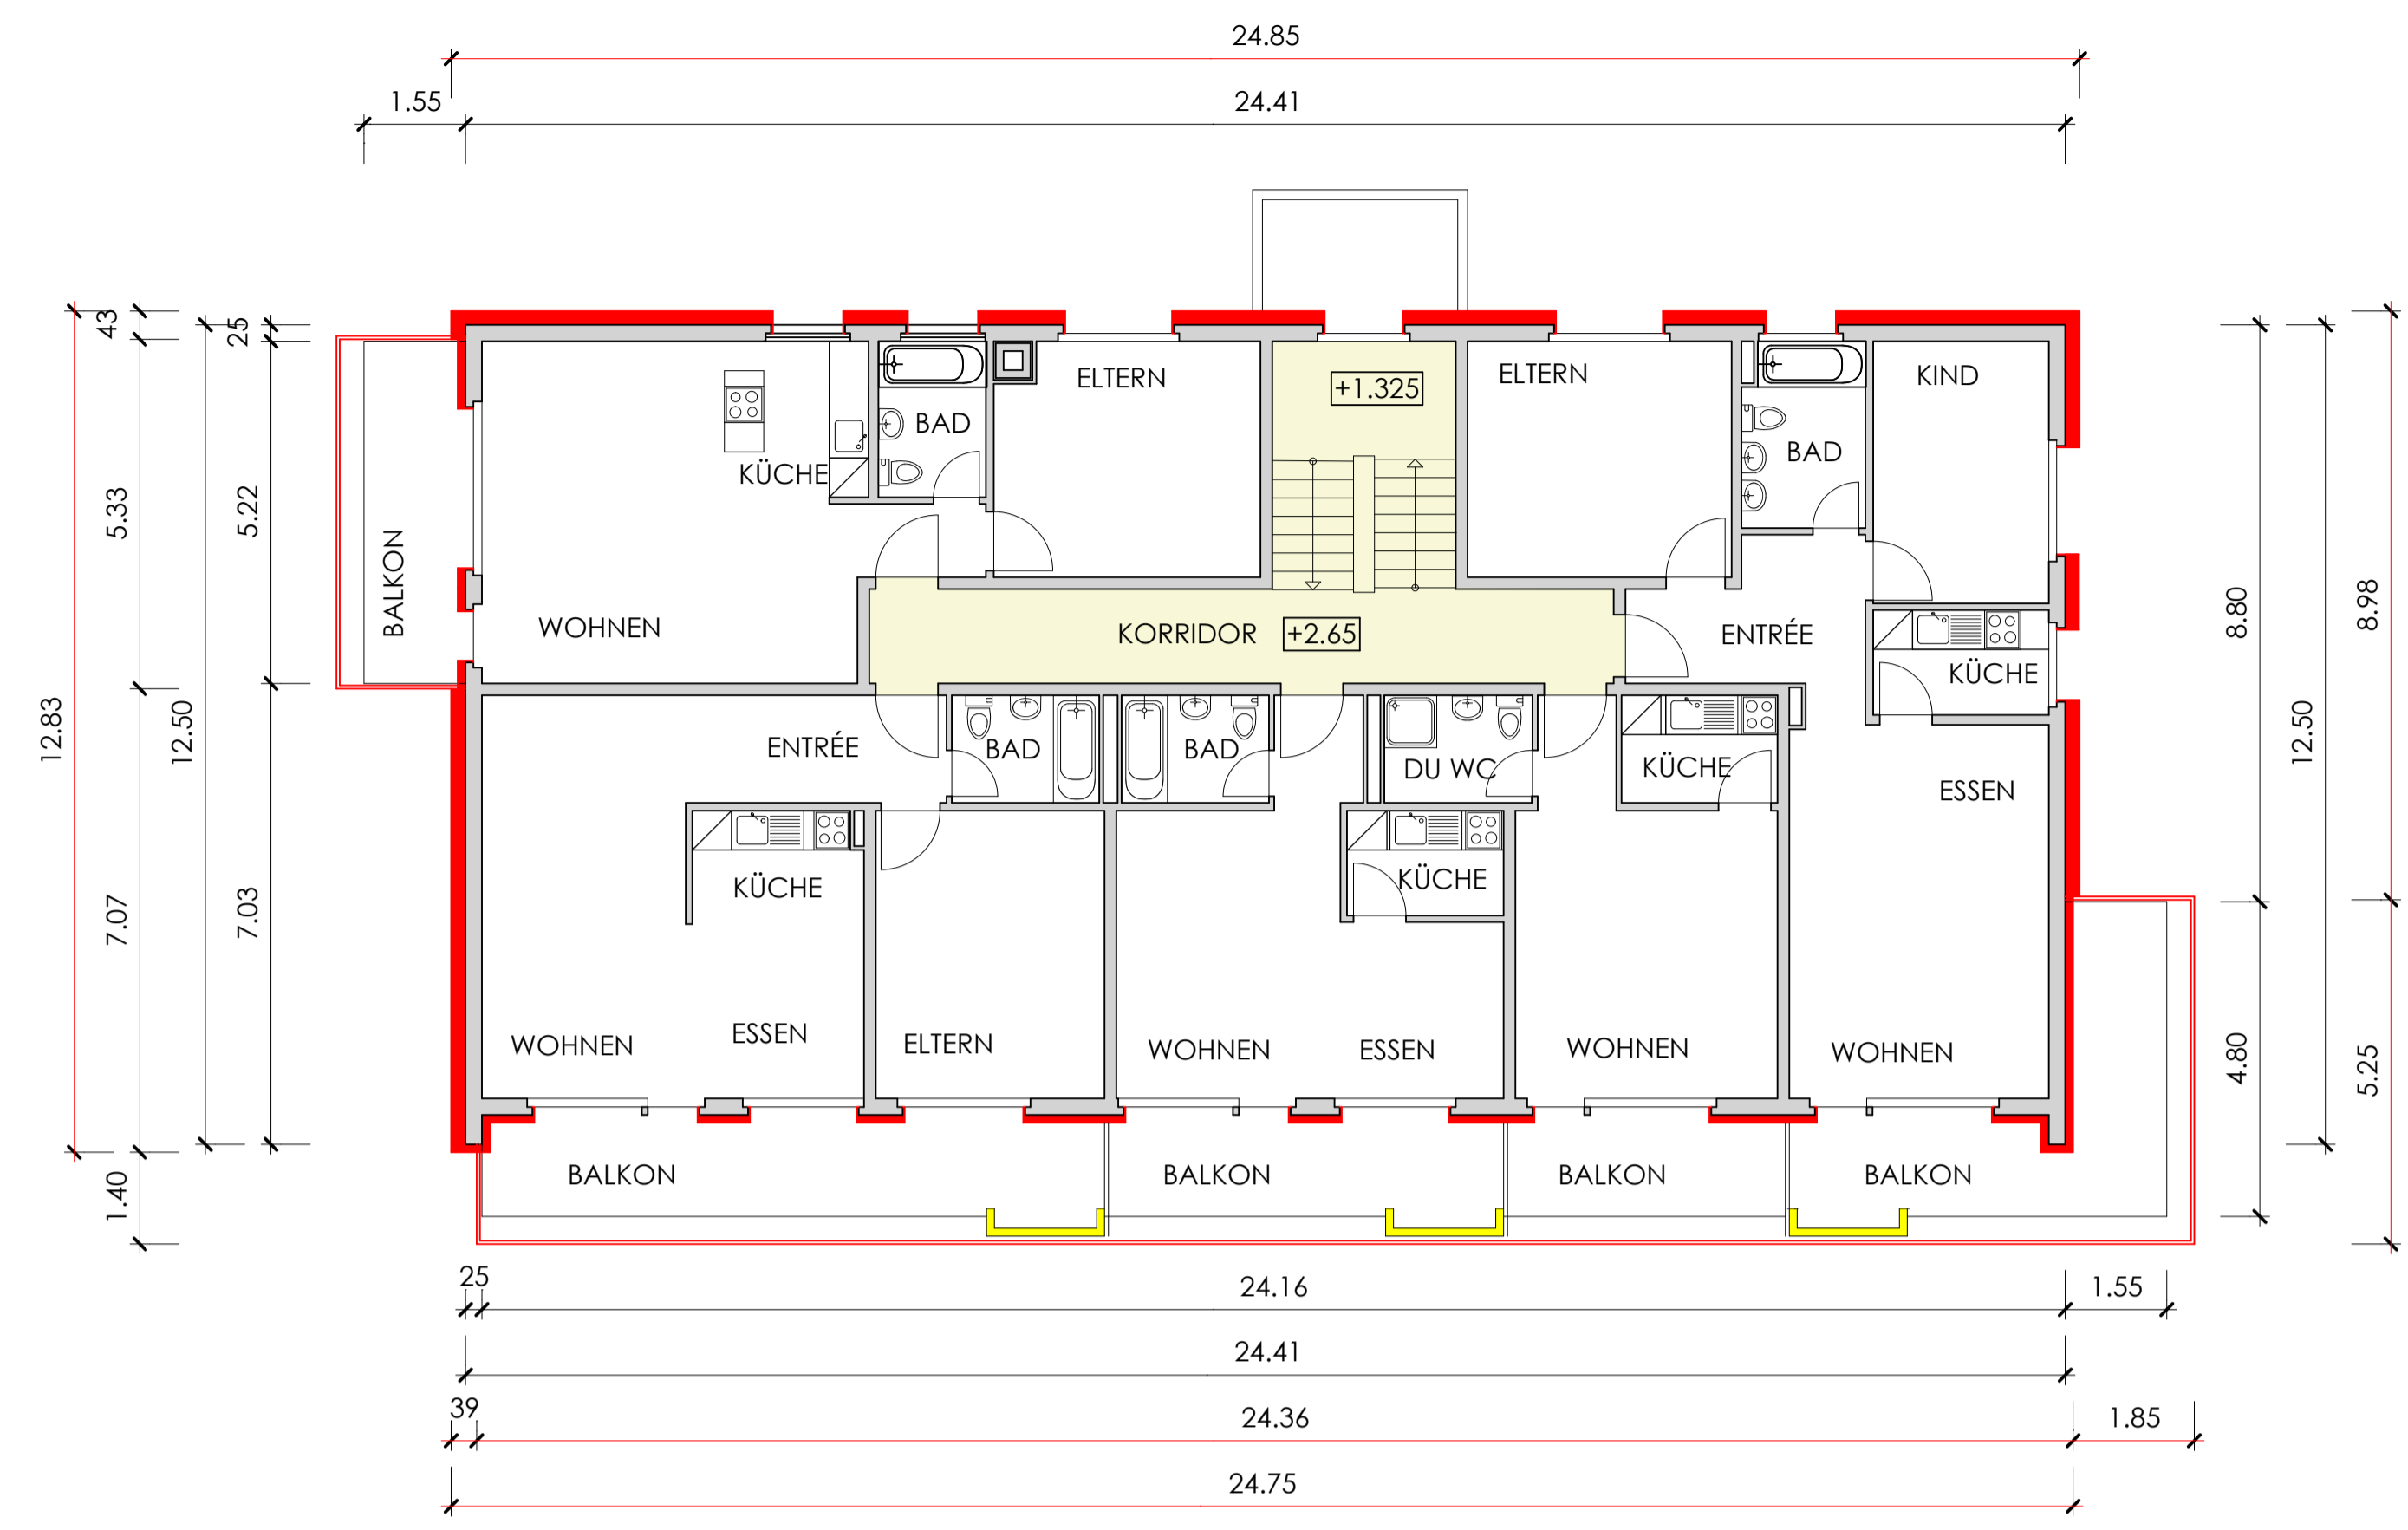 24.85
1.55
24.41
43
25
5.33
5.22
12.83
12.50
7.07
7.03
1.40
8.80
8.98
12.50
4.80
5.25
ELTERN
+1.325
ELTERN
KIND
BAD
BAD
KÜCHE
BALKON
WOHNEN
KORRIDOR
+2.65
ENTRÉE
KÜCHE
ENTRÉE
BAD
BAD
DU WC
KÜCHE
ESSEN
KÜCHE
KÜCHE
WOHNEN
ESSEN
ELTERN
WOHNEN
ESSEN
WOHNEN
WOHNEN
BALKON
BALKON
BALKON
BALKON
25
24.16
1.55
24.41
39
24.36
1.85
24.75